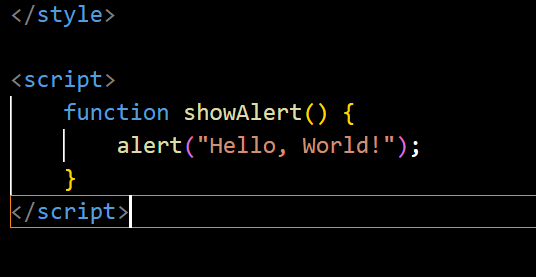 </style>
<script>
    function showAlert() {
        alert("Hello, World!");
    }
</script>